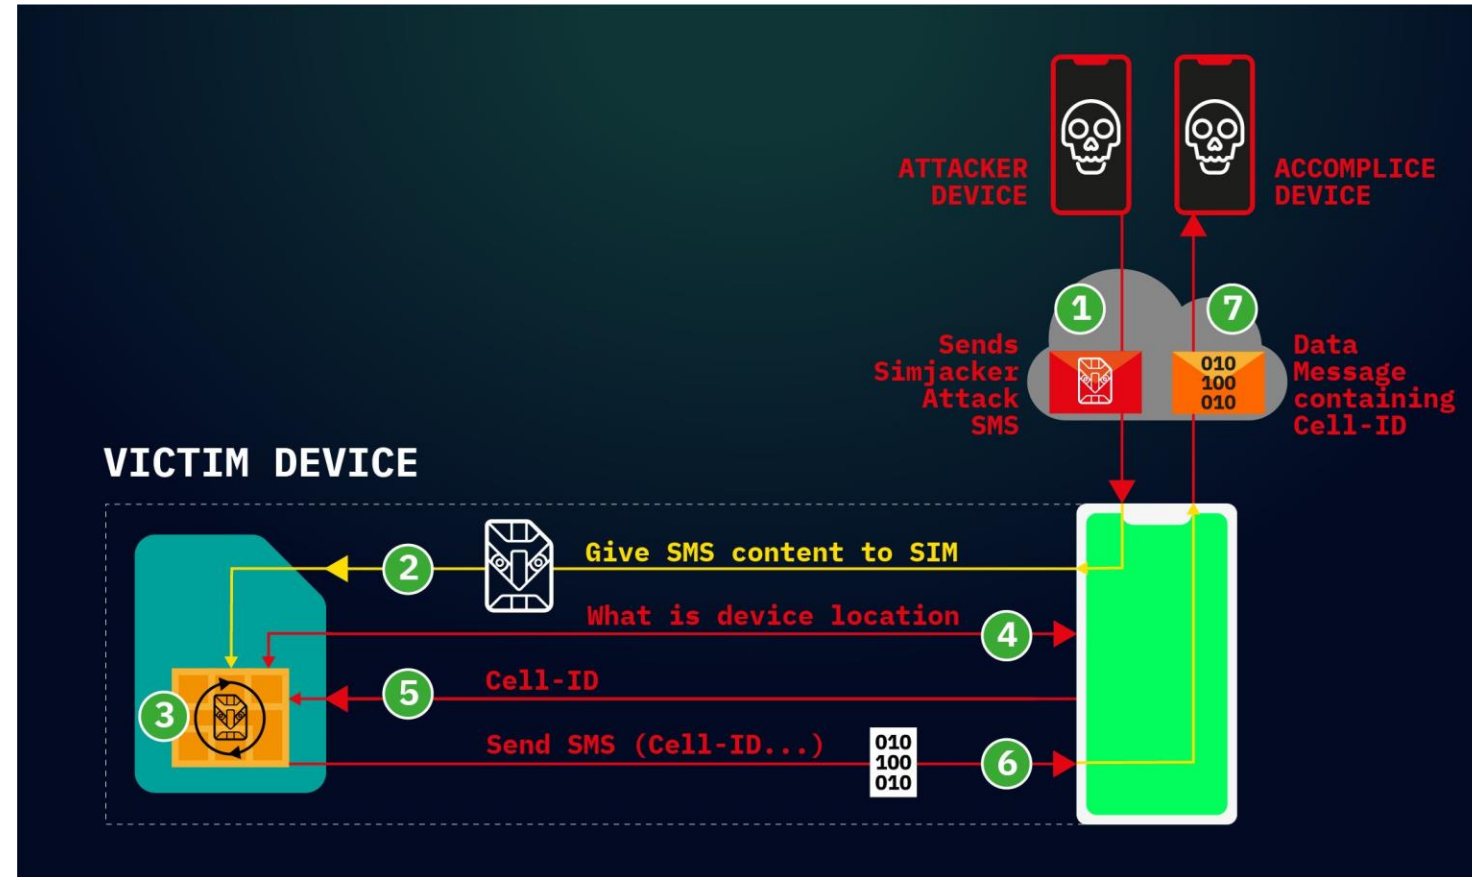 ATTACKER
DEVICE
ACCOMPLICE
DEVICE
1
7
Sends
Simjacker
Attack
SMS
010
100
010
Data
Message
containing
Cell-ID
VICTIM DEVICE
2
Give SMS content to SIM
What is device location
4
Cell-ID
5
3
Send SMS (Cell-ID...)
010
100
010
6